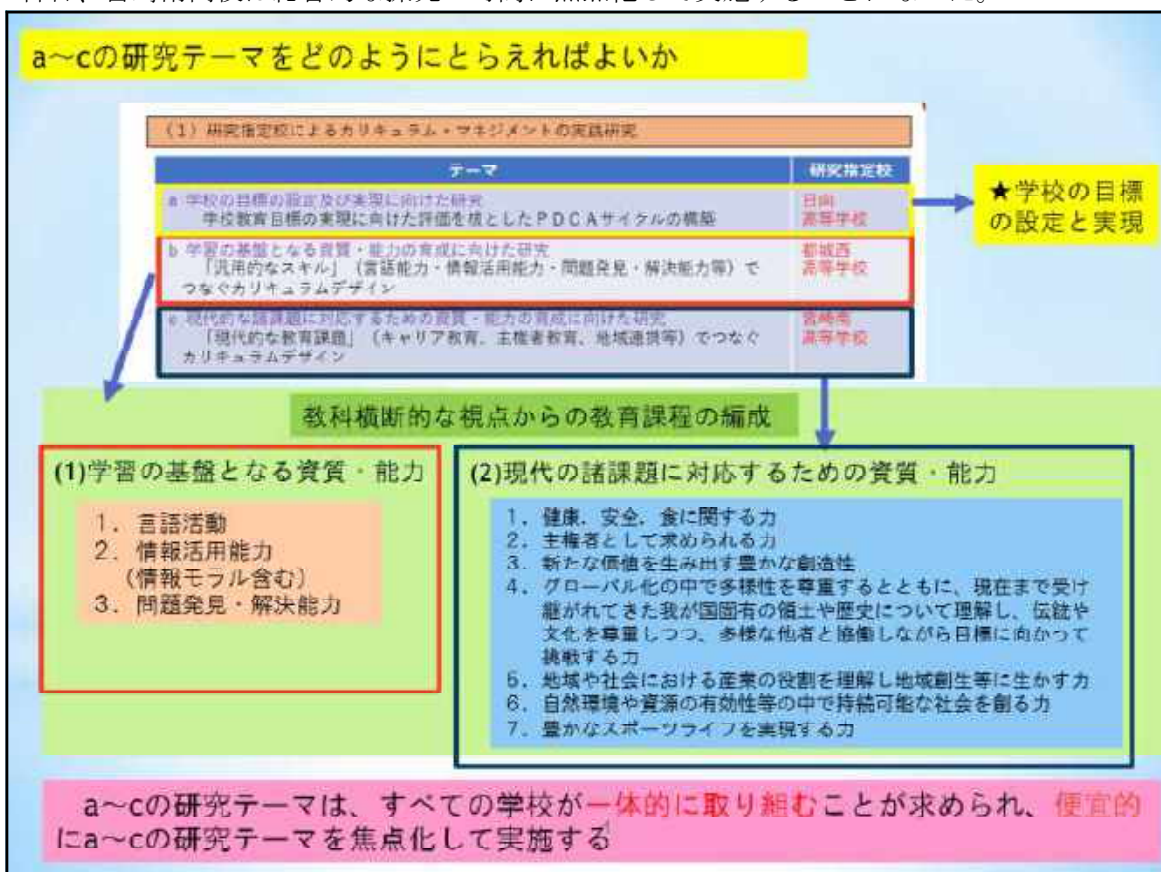 a～cの研究テーマをどのようにとらえればよいか
(1) 研究指定校によるカリキュラム・マネジメントの実践研究
テーマ
研究指定校
a 学校の目標の設定及び実現に向けた研究
学校教育目標の実現に向けた評価を核としたＰＤＣＡサイクルの構築
日向
高等学校
b 学習の基盤となる資質・能力の育成に向けた研究
「汎用的なスキル」（言語能力・情報活用能力・問題発見・解決能力等）で
つなぐカリキュラムデザイン
都城西
高等学校
c 現代的な諸課題に対応するための資質・能力の育成に向けた研究
「現代的な教育課題」（キャリア教育、主権者教育、地域連携等）でつなぐ
カリキュラムデザイン
宮崎南
高等学校
★学校の目標
の設定と実現
教科横断的な視点からの教育課程の編成
(1)学習の基盤となる資質・能力
1．言語活動
2．情報活用能力
（情報モラル含む）
3．問題発見・解決能力
(2)現代の諸課題に対応するための資質・能力
1．健康、安全、食に関する力
2．主権者として求められる力
3．新たな価値を生み出す豊かな創造性
4．グローバル化の中で多様性を尊重するとともに、現在まで受け
継がれてきた我が国固有の領土や歴史について理解し、伝統や
文化を尊重しつつ、多様な他者と協働しながら目標に向かって
挑戦する力
5．地域や社会における産業の役割を理解し地域創生等に生かす力
6．自然環境や資源の有効性等の中で持続可能な社会を創る力
7．豊かなスポーツライフを実現する力
a～cの研究テーマは、すべての学校が一体的に取り組むことが求められ、便宜的
にa～cの研究テーマを焦点化して実施する